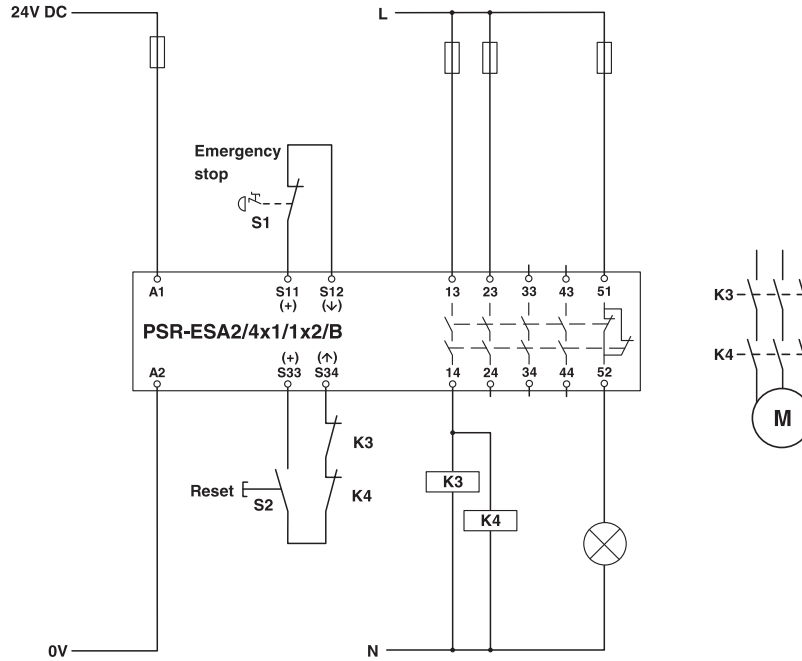 24V DC
L
Emergency
stop
S1
A1
S11
S12
13
23
33
43
51
(+)
(↓)
PSR-ESA2/4x1/1x2/B
(+)
(↑)
A2
S33
S34
14
24
34
44
52
K3
K4
M
K3
K4
Reset
S2
K3
K4
0V
N